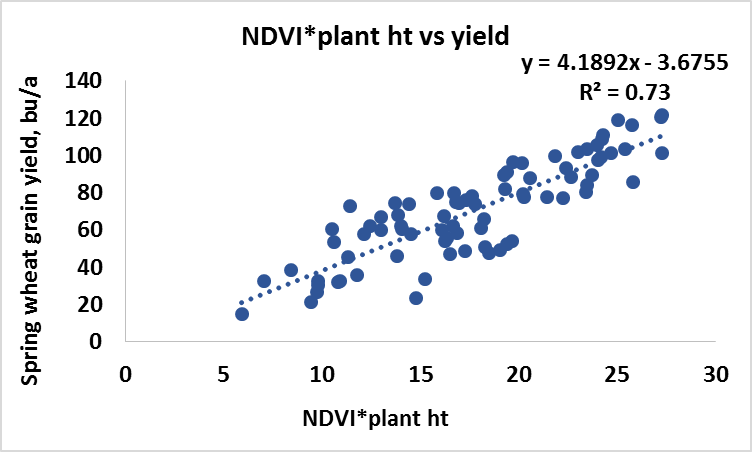 NDVI*plant ht vs yield
y = 4.1892x - 3.6755
R² = 0.73
Spring wheat grain yield, bu/a
140
120
100
80
60
40
20
0
0 5 10 15 20 25 30
NDVI*plant ht